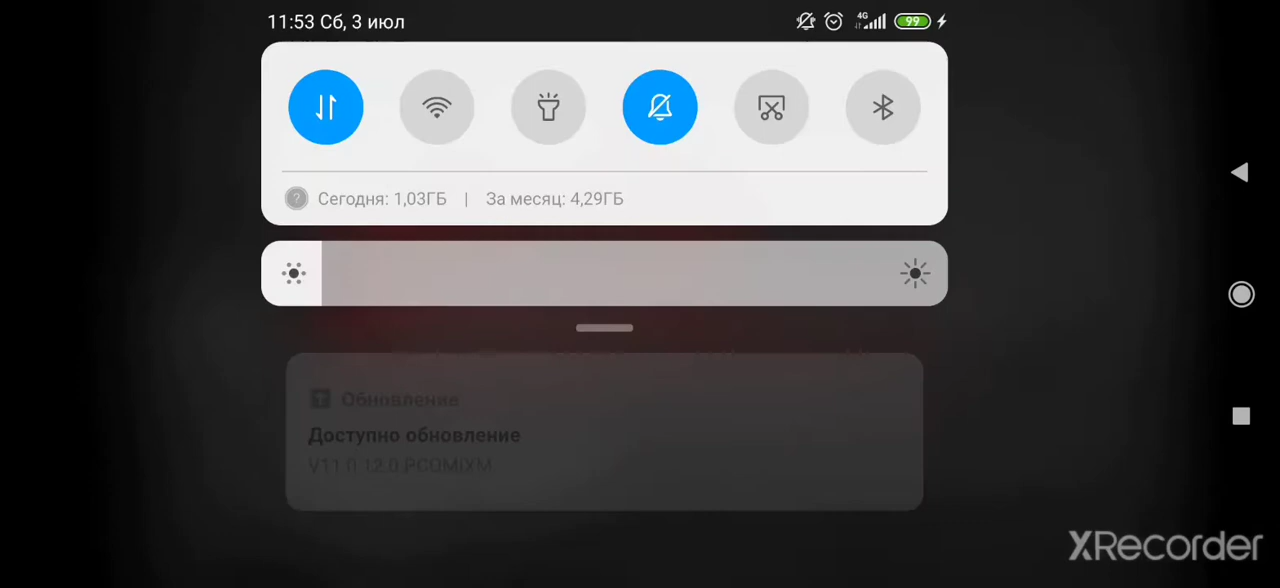 11:53 Сб, 3 июл
4G 99
Сегодня: 1,03ГБ | За месяц: 4,29ГБ
Обновление
Доступно обновление
V11.0.12.0.PCOMIXM
XRecorder